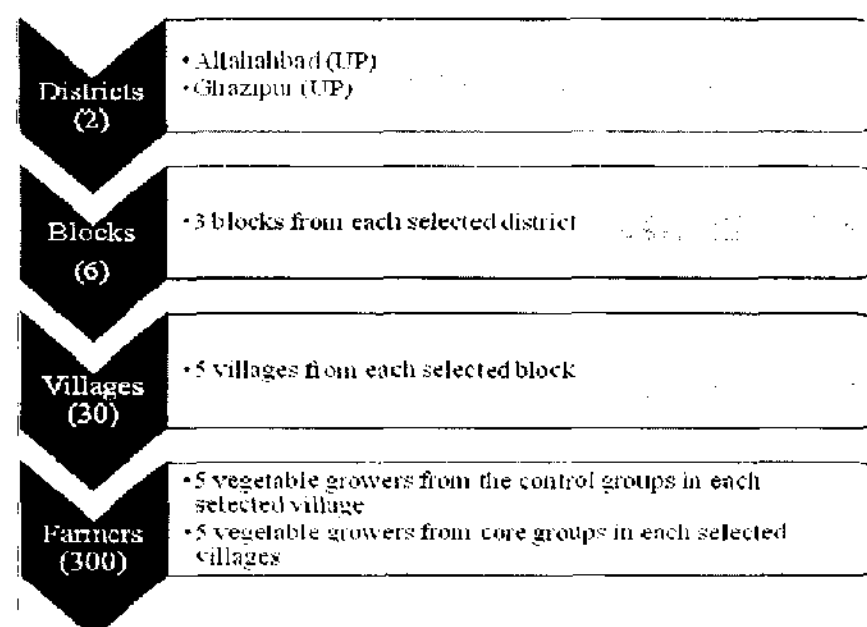 Districts
(2)
• Allahahbad (UP)
• Ghazipur (UP)
Blocks
(6)
• 3 blocks from each selected district
Villages
(30)
• 5 villages from each selected block
Farmers
(300)
• 5 vegetable growers from the control groups in each
selected village
• 5 vegetable growers from core groups in each selected
villages